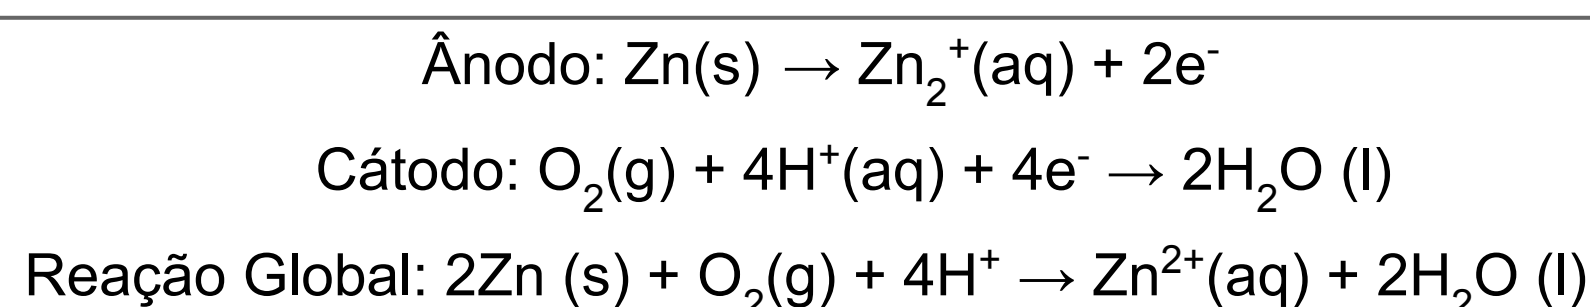 Ânodo: Zn(s) → Zn₂⁺(aq) + 2e⁻
Cátodo: O₂(g) + 4H⁺(aq) + 4e⁻ → 2H₂O (l)
Reação Global: 2Zn (s) + O₂(g) + 4H⁺ → Zn²⁺(aq) + 2H₂O (l)